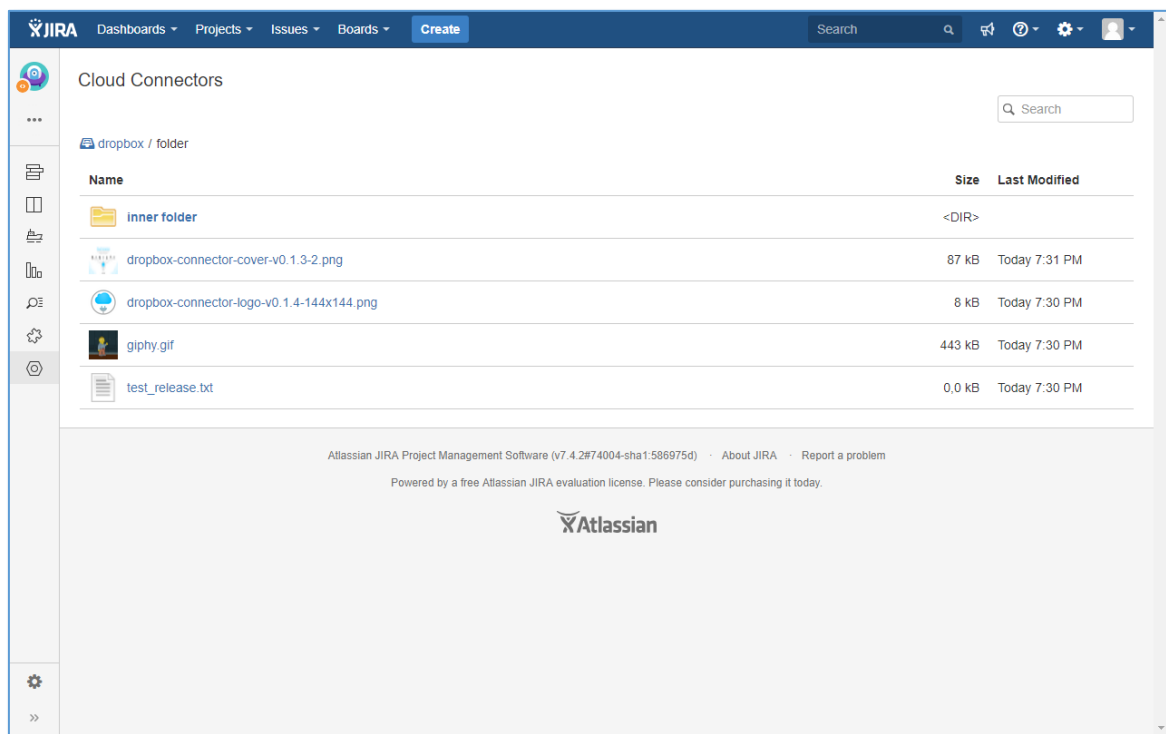 JIRA Dashboards Projects Issues Boards Create Search
Cloud Connectors
Search
dropbox / folder
Name Size Last Modified
inner folder <DIR>
dropbox-connector-cover-v0.1.3-2.png 87 kB Today 7:31 PM
dropbox-connector-logo-v0.1.4-144x144.png 8 kB Today 7:30 PM
giphy.gif 443 kB Today 7:30 PM
test_release.txt 0,0 kB Today 7:30 PM
Atlassian JIRA Project Management Software (v7.4.2#74004-sha1:586975d) · About JIRA · Report a problem
Powered by a free Atlassian JIRA evaluation license. Please consider purchasing it today.
Atlassian